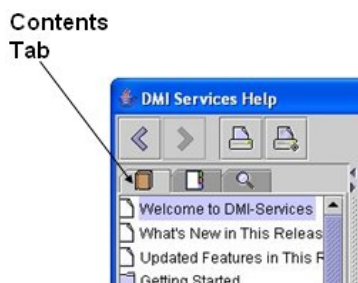 Contents
Tab
DMI Services Help
Welcome to DMI-Services
What's New in This Releas
Updated Features in This R
Getting Started